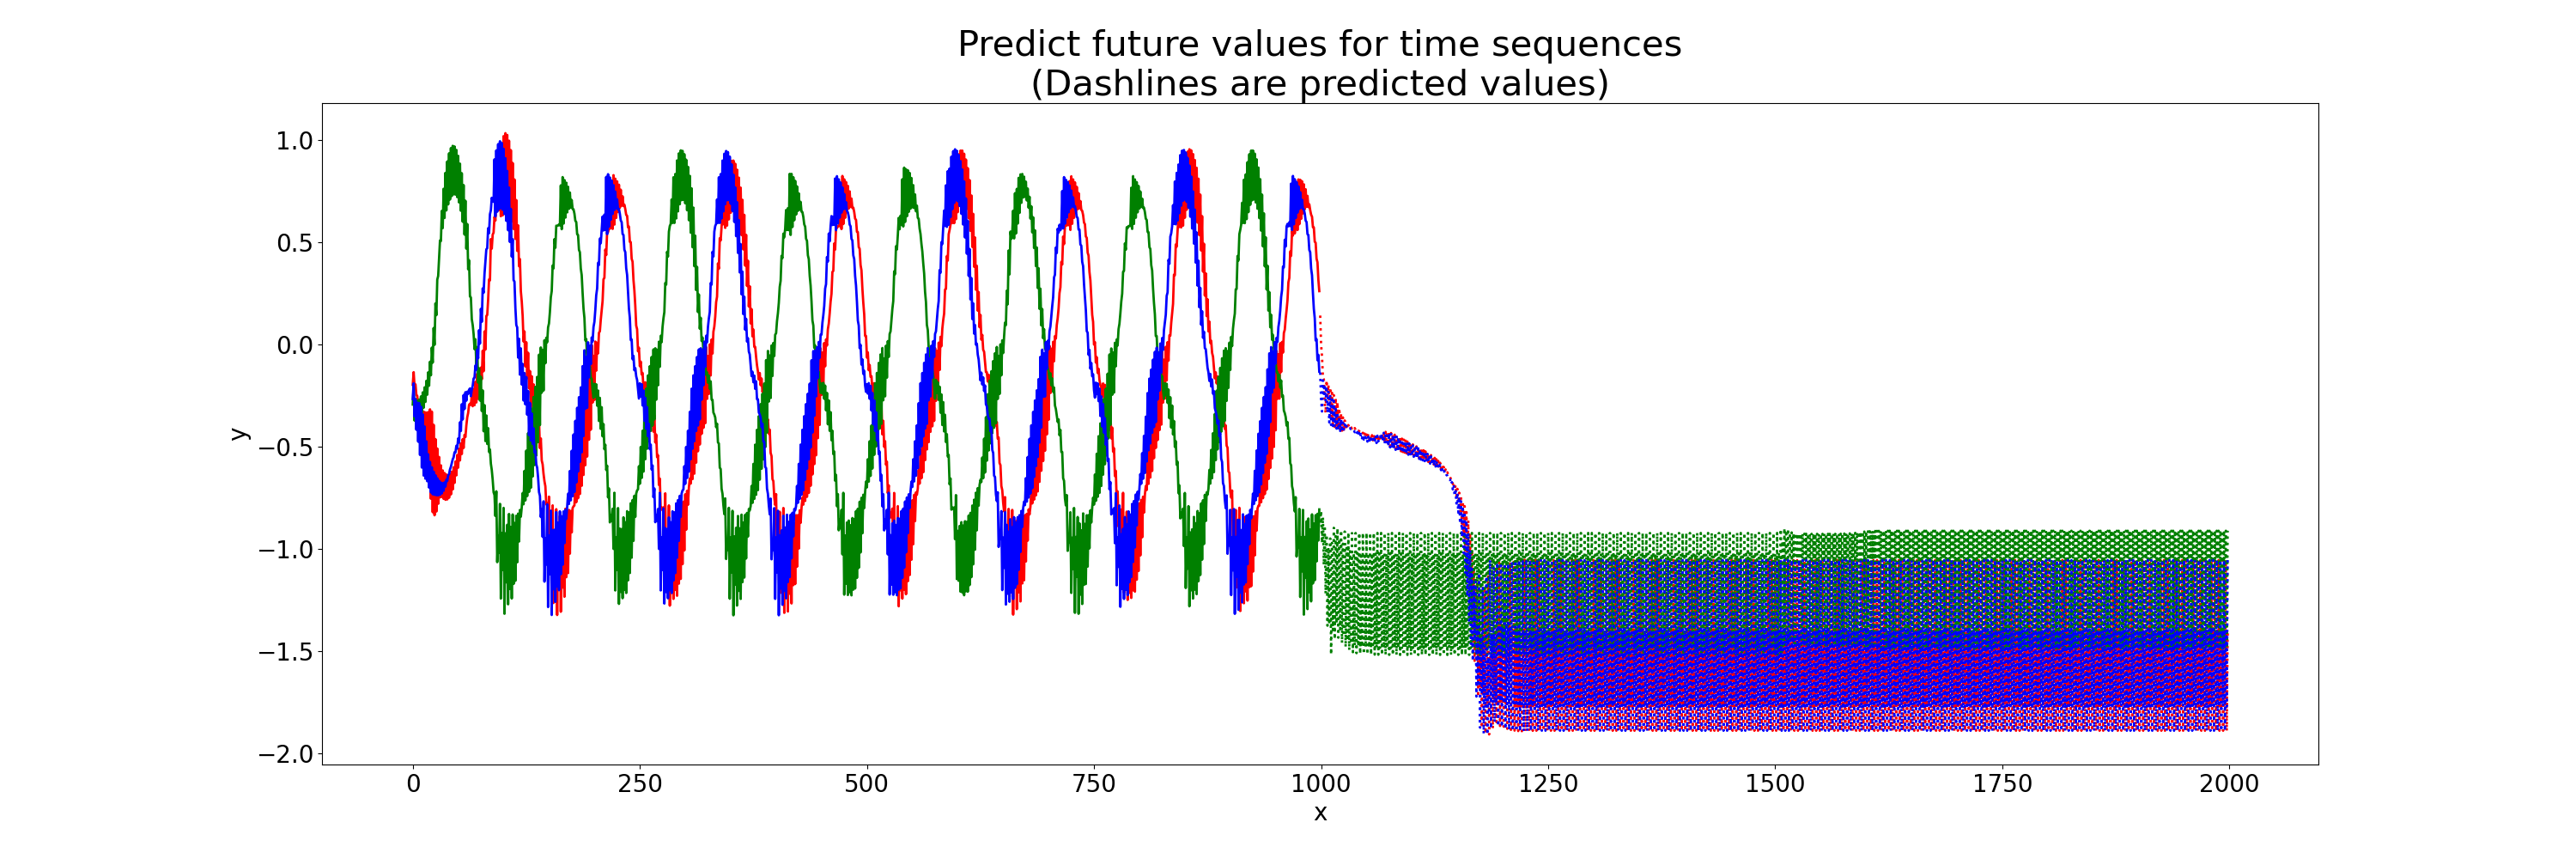 Predict future values for time sequences
(Dashlines are predicted values)
1.0
0.5
0.0
−0.5
−1.0
−1.5
−2.0
y
0 250 500 750 1000 1250 1500 1750 2000
x